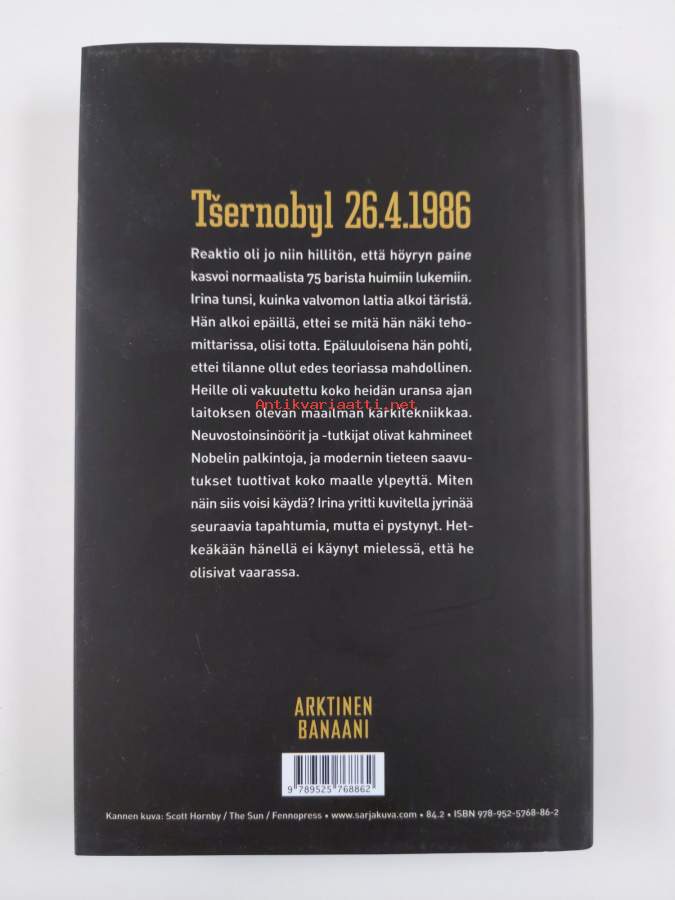 Tšernobyl 26.4.1986
Reaktio oli jo niin hillitön, että höyryn paine
kasvoi normaalista 75 barista huimiin lukemiin.
Irina tunsi, kuinka valvomon lattia alkoi täristä.
Hän alkoi epäillä, ettei se mitä hän näki teho-
mittarissa, olisi totta. Epäluuloisena hän pohti,
ettei tilanne ollut edes teoriassa mahdollinen.
Heille oli vakuutettu koko heidän uransa ajan
Antikvariaatti.net
laitoksen olevan maailman kärkitekniikkaa.
Neuvostoinsinöörit ja -tutkijat olivat kahmineet
Nobelin palkintoja, ja modernin tieteen saavu-
tukset tuottivat koko maalle ylpeyttä. Miten
näin siis voisi käydä? Irina yritti kuvitella jyrinää
seuraavia tapahtumia, mutta ei pystynyt. Het-
keäkään hänellä ei käynyt mielessä, että he
olisivat vaarassa.
ARKTINEN
BANAANI
9 789525 768862
Kannen kuva: Scott Hornby / The Sun / Fennopress • www.sarjakuva.com • 84.2 • ISBN 978-952-5768-86-2